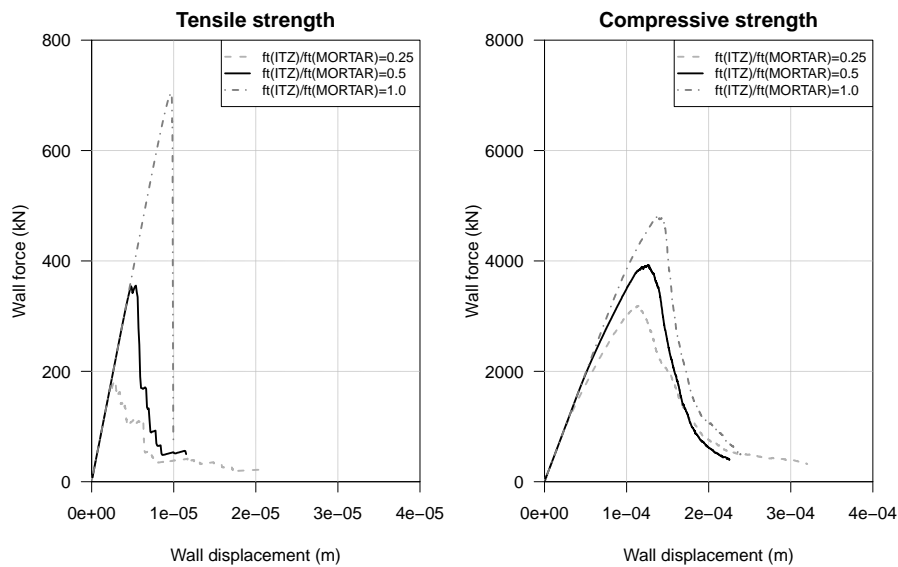 Tensile strength
ft(ITZ)/ft(MORTAR)=0.25
ft(ITZ)/ft(MORTAR)=0.5
ft(ITZ)/ft(MORTAR)=1.0
Wall force (kN)
800
600
400
200
0
0e+00 1e−05 2e−05 3e−05 4e−05
Wall displacement (m)
Compressive strength
ft(ITZ)/ft(MORTAR)=0.25
ft(ITZ)/ft(MORTAR)=0.5
ft(ITZ)/ft(MORTAR)=1.0
Wall force (kN)
8000
6000
4000
2000
0
0e+00 1e−04 2e−04 3e−04 4e−04
Wall displacement (m)